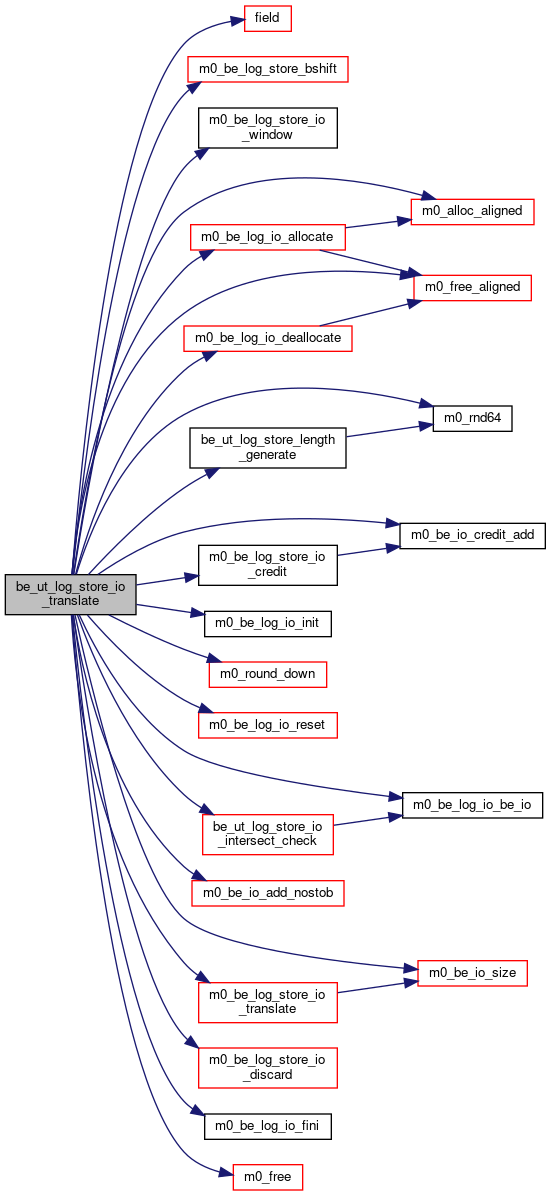 field
m0_be_log_store_bshift
m0_be_log_store_io
_window
m0_alloc_aligned
m0_be_log_io_allocate
m0_free_aligned
m0_be_log_io_deallocate
m0_rnd64
be_ut_log_store_length
_generate
m0_be_io_credit_add
m0_be_log_store_io
_credit
be_ut_log_store_io
_translate
m0_be_log_io_init
m0_round_down
m0_be_log_io_reset
m0_be_log_io_be_io
be_ut_log_store_io
_intersect_check
m0_be_io_add_nostob
m0_be_io_size
m0_be_log_store_io
_translate
m0_be_log_store_io
_discard
m0_be_log_io_fini
m0_free